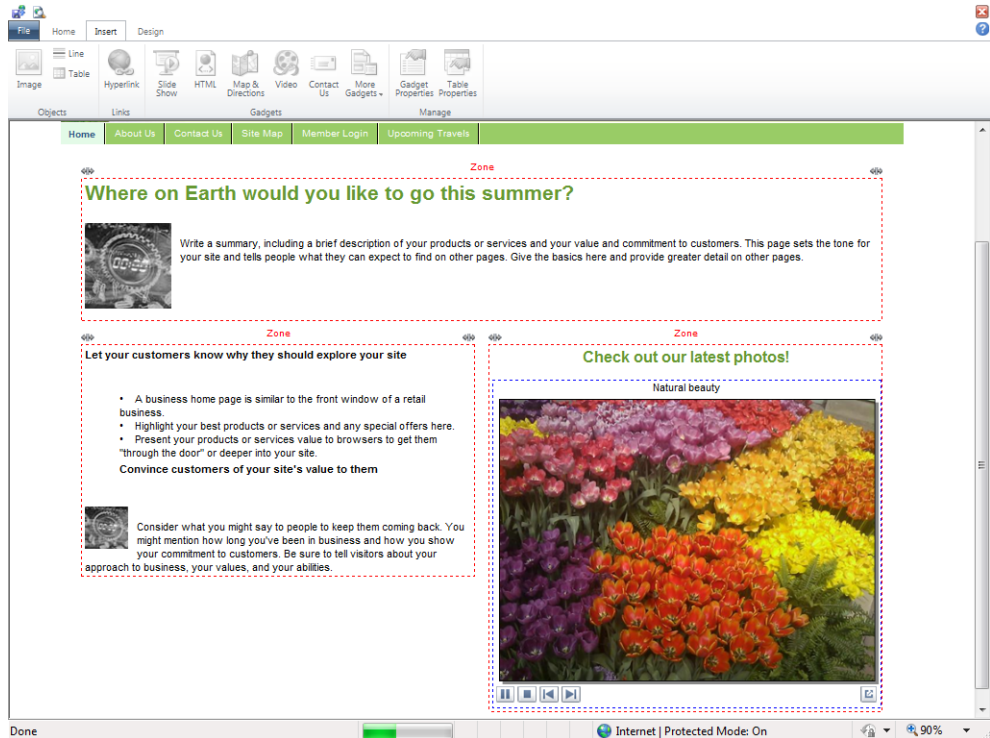 File Home Insert Design
Image
Line
Table
Hyperlink
Slide Show
HTML
Map & Directions
Video
Contact Us
More Gadgets
Gadget Properties
Table Properties
Objects Links Gadgets Manage
Home About Us Contact Us Site Map Member Login Upcoming Travels
Zone
Where on Earth would you like to go this summer?
Write a summary, including a brief description of your products or services and your value and commitment to customers. This page sets the tone for
your site and tells people what they can expect to find on other pages. Give the basics here and provide greater detail on other pages.
Zone
Let your customers know why they should explore your site
• A business home page is similar to the front window of a retail
business.
• Highlight your best products or services and any special offers here.
• Present your products or services value to browsers to get them
"through the door" or deeper into your site.
Convince customers of your site's value to them
Consider what you might say to people to keep them coming back. You
might mention how long you've been in business and how you show
your commitment to customers. Be sure to tell visitors about your
approach to business, your values, and your abilities.
Zone
Check out our latest photos!
Natural beauty
Done
Internet | Protected Mode: On
90%